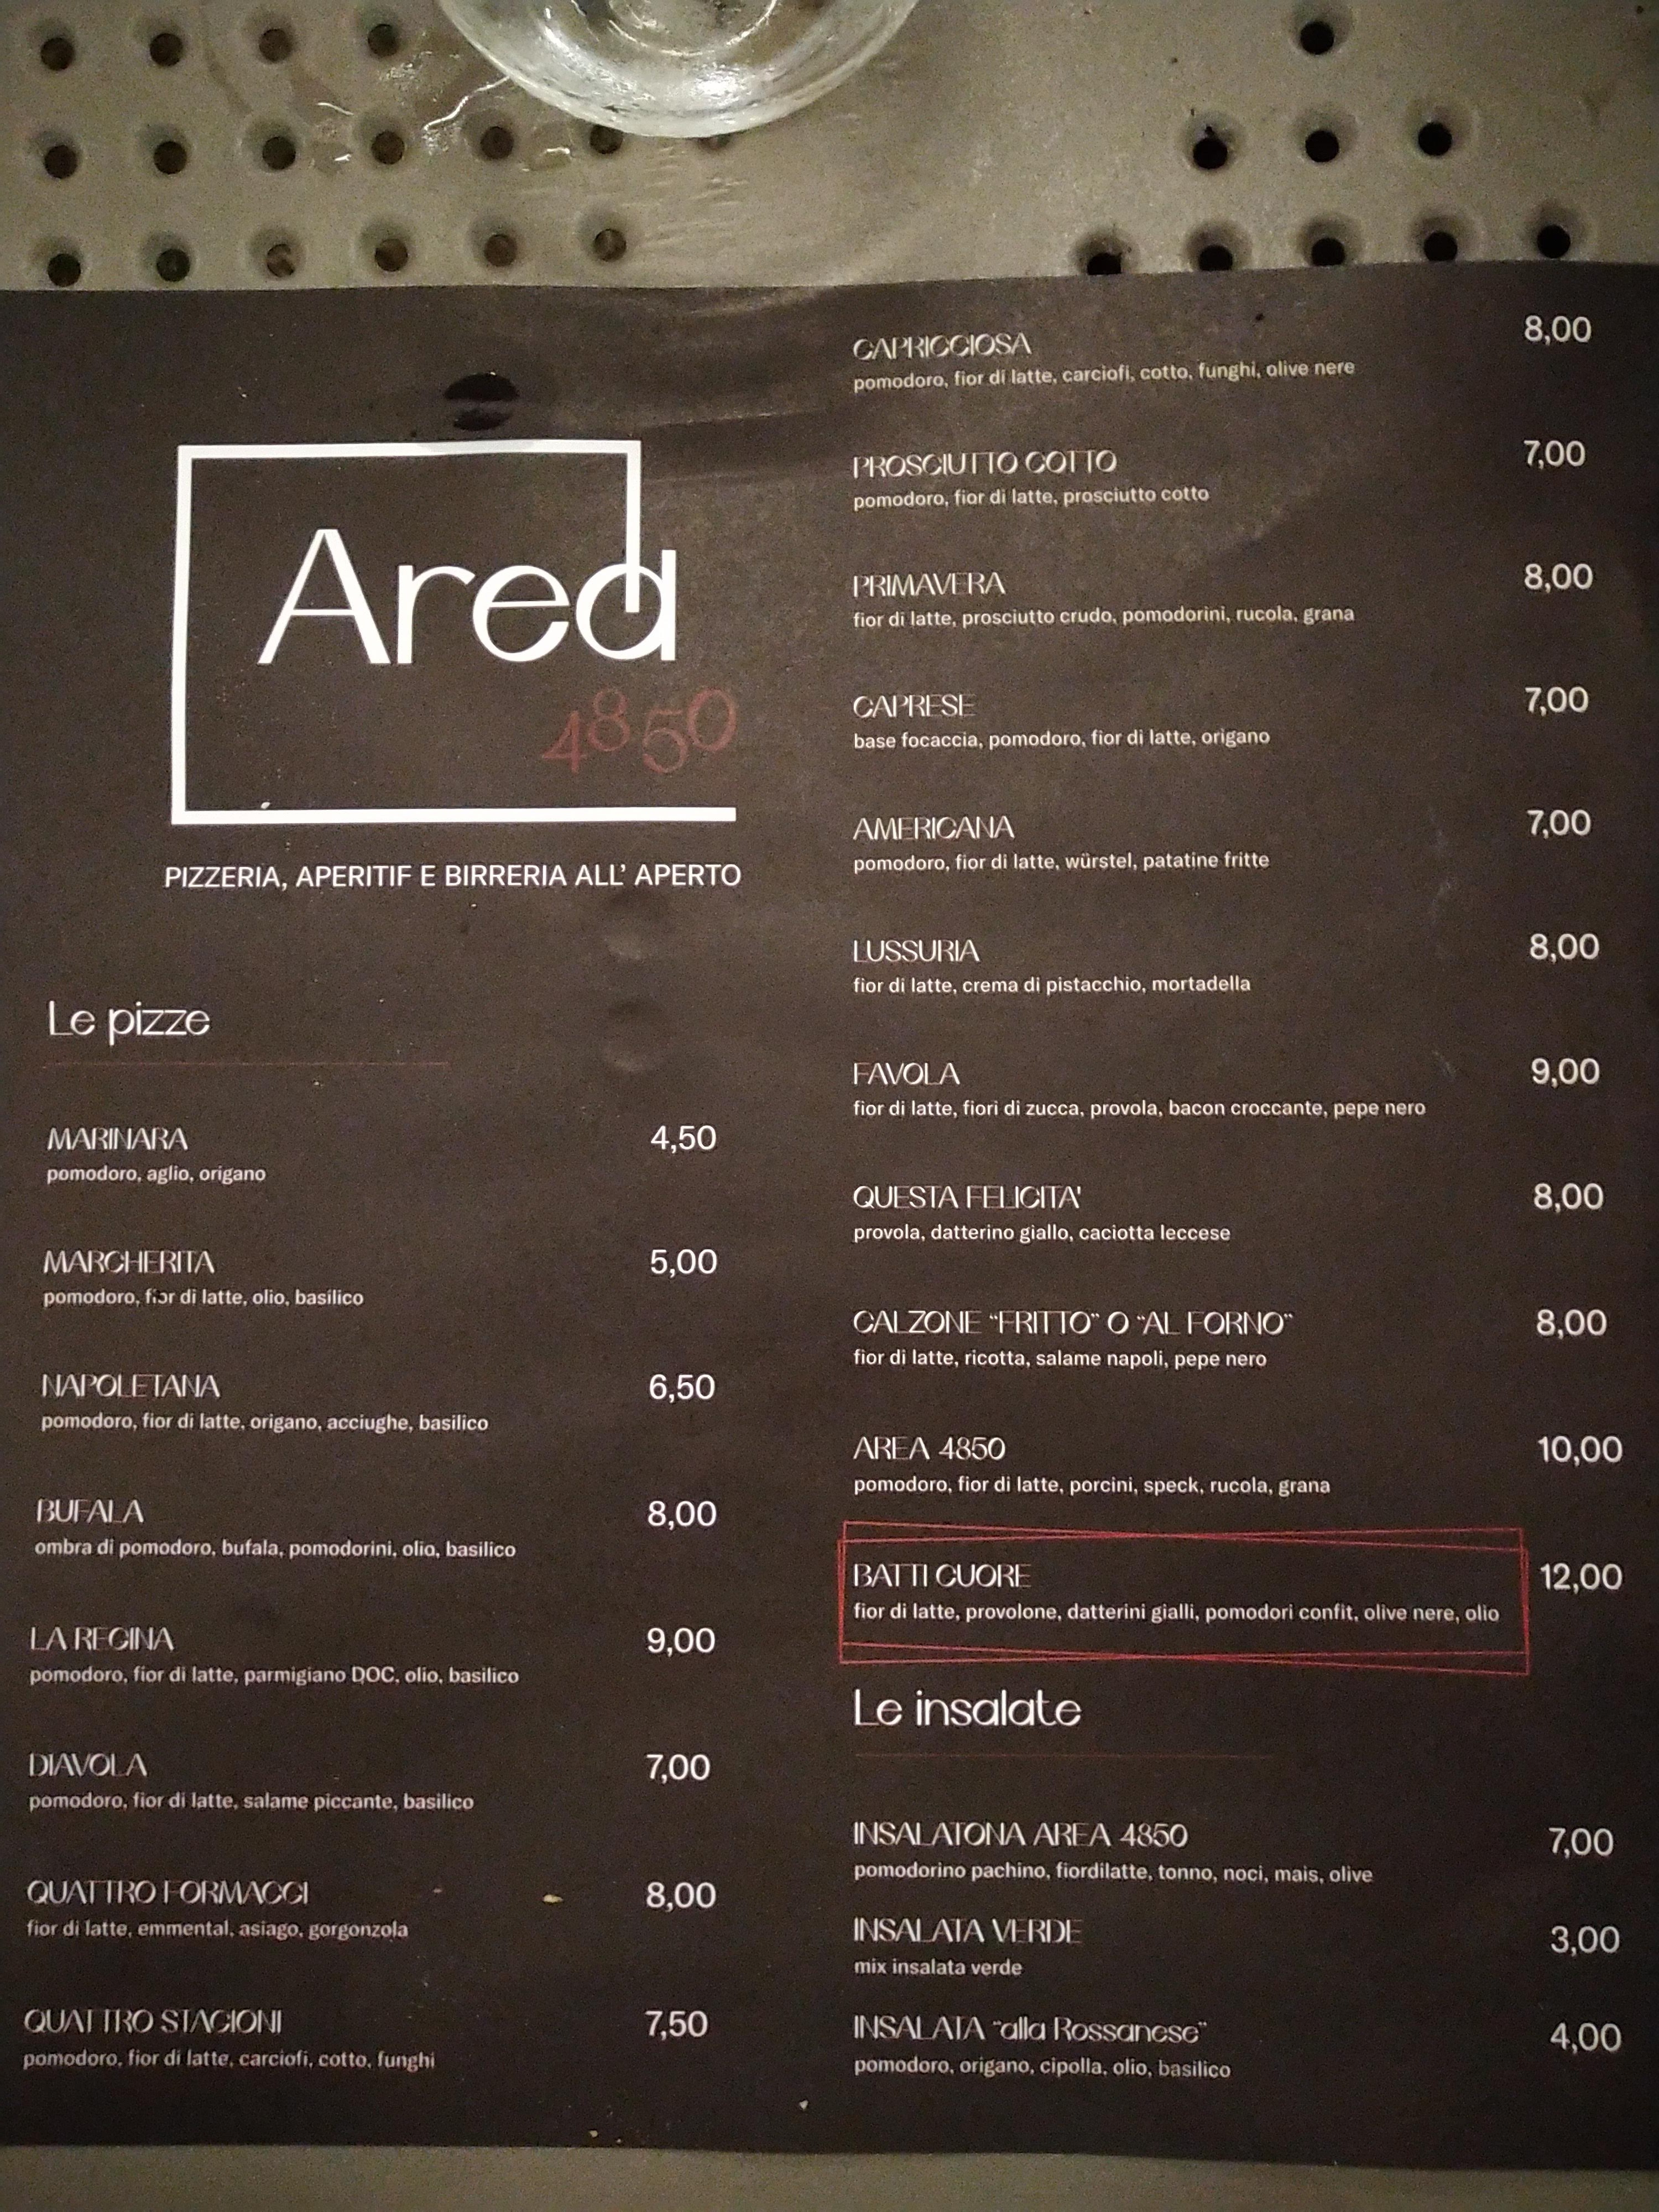 Area
4850
PIZZERIA, APERITIF E BIRRERIA ALL' APERTO
Le pizze
MARINARA 4,50
pomodoro, aglio, origano
MARGHERITA 5,00
pomodoro, fior di latte, olio, basilico
NAPOLETANA 6,50
pomodoro, fior di latte, origano, acciughe, basilico
BUFALA 8,00
ombra di pomodoro, bufala, pomodorini, olio, basilico
LA REGINA 9,00
pomodoro, fior di latte, parmigiano DOC, olio, basilico
DIAVOLA 7,00
pomodoro, fior di latte, salame piccante, basilico
QUATTRO FORMAGGI 8,00
fior di latte, emmental, asiago, gorgonzola
QUATTRO STAGIONI 7,50
pomodoro, fior di latte, carciofi, cotto, funghi
CAPRICCIOSA 8,00
pomodoro, fior di latte, carciofi, cotto, funghi, olive nere
PROSCIUTTO COTTO 7,00
pomodoro, fior di latte, prosciutto cotto
PRIMAVERA 8,00
fior di latte, prosciutto crudo, pomodorini, rucola, grana
CAPRESE 7,00
base focaccia, pomodoro, fior di latte, origano
AMERICANA 7,00
pomodoro, fior di latte, würstel, patatine fritte
LUSSURIA 8,00
fior di latte, crema di pistacchio, mortadella
FAVOLA 9,00
fior di latte, fiori di zucca, provola, bacon croccante, pepe nero
QUESTA FELICITA' 8,00
provola, datterino giallo, caciotta leccese
CALZONE "FRITTO" O "AL FORNO" 8,00
fior di latte, ricotta, salame napoli, pepe nero
AREA 4850 10,00
pomodoro, fior di latte, porcini, speck, rucola, grana
BATTI CUORE 12,00
fior di latte, provolone, datterini gialli, pomodori confit, olive nere, olio
Le insalate
INSALATONA AREA 4850 7,00
pomodorino pachino, fiordilatte, tonno, noci, mais, olive
INSALATA VERDE 3,00
mix insalata verde
INSALATA "alla Rossanese" 4,00
pomodoro, origano, cipolla, olio, basilico